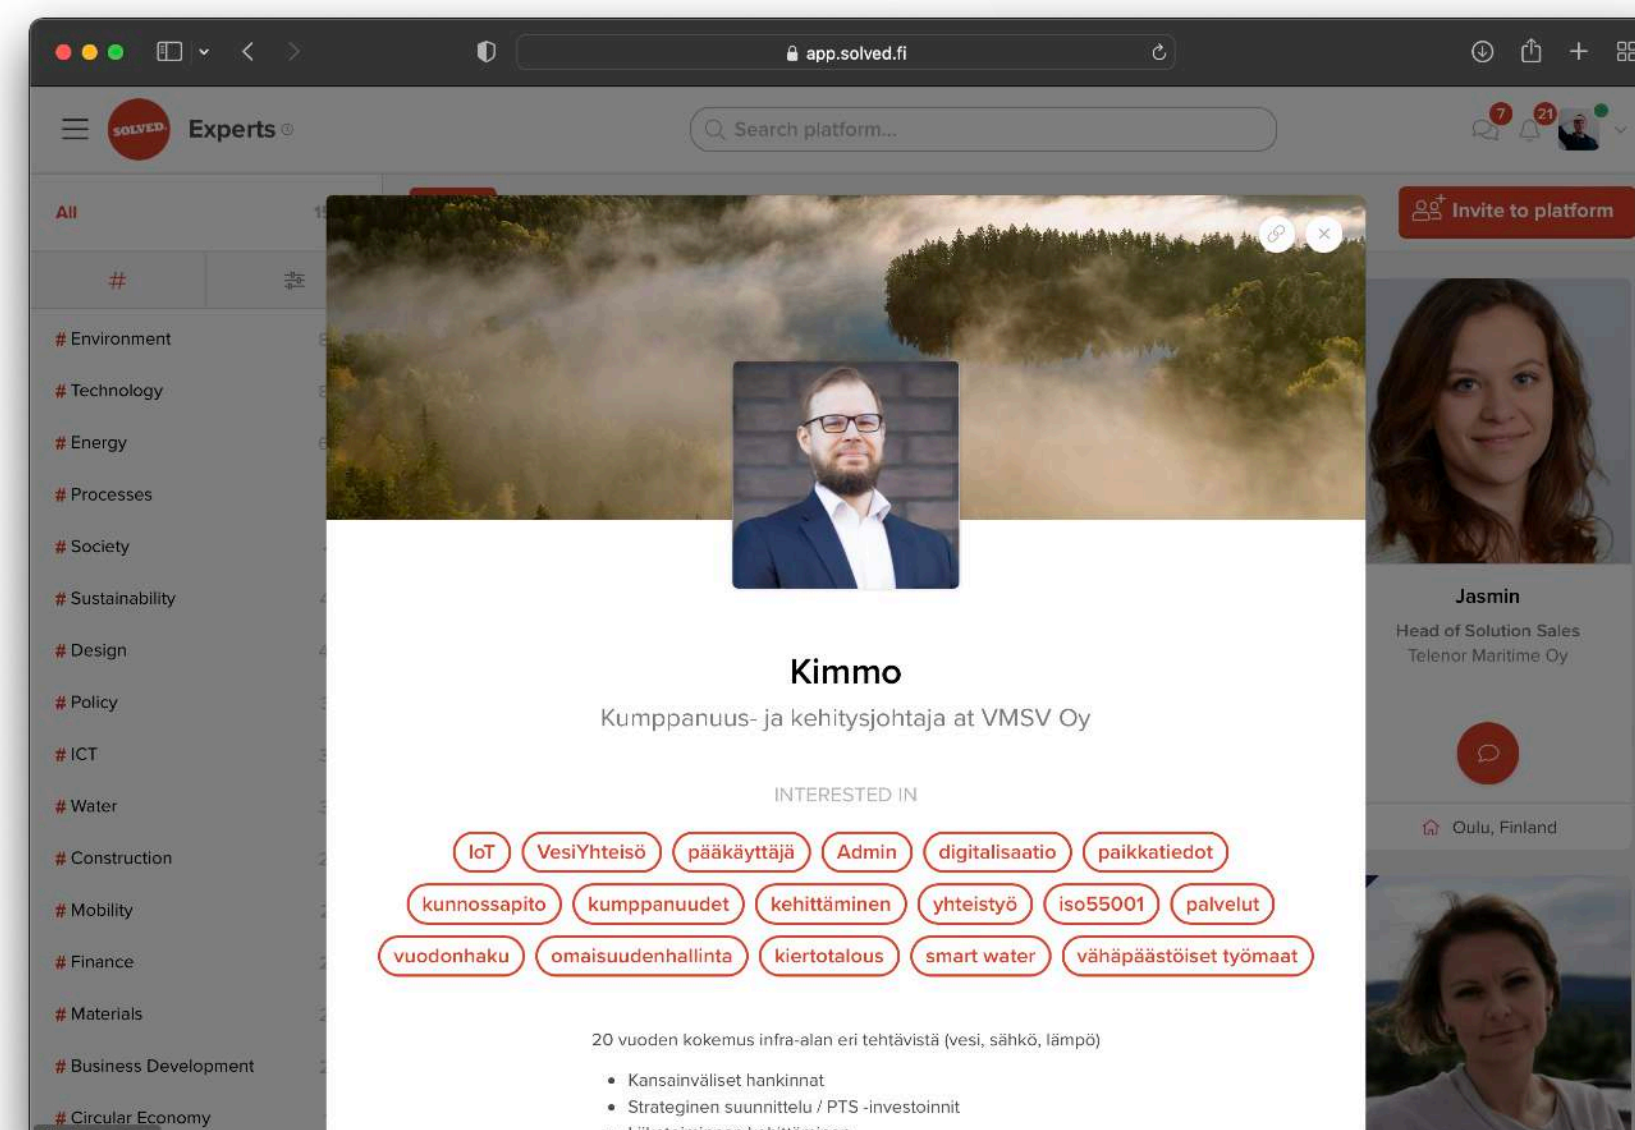 app.solved.fi
SOLVED.
Experts
Search platform...
7
21
All
Invite to platform
#
# Environment
# Technology
# Energy
# Processes
# Society
# Sustainability
# Design
# Policy
# ICT
# Water
# Construction
# Mobility
# Finance
# Materials
# Business Development
# Circular Economy
Kimmo
Kumppanuus- ja kehitysjohtaja at VMSV Oy
INTERESTED IN
IoT VesiYhteisö pääkäyttäjä Admin digitalisaatio paikkatiedot
kunnossapito kumppanuudet kehittäminen yhteistyö iso55001 palvelut
vuodonhaku omaisuudenhallinta kiertotalous smart water vähäpäästöiset työmaat
20 vuoden kokemus infra-alan eri tehtävistä (vesi, sähkö, lämpö)
• Kansainväliset hankinnat
• Strateginen suunnittelu / PTS -investoinnit
Jasmin
Head of Solution Sales
Telenor Maritime Oy
Oulu, Finland